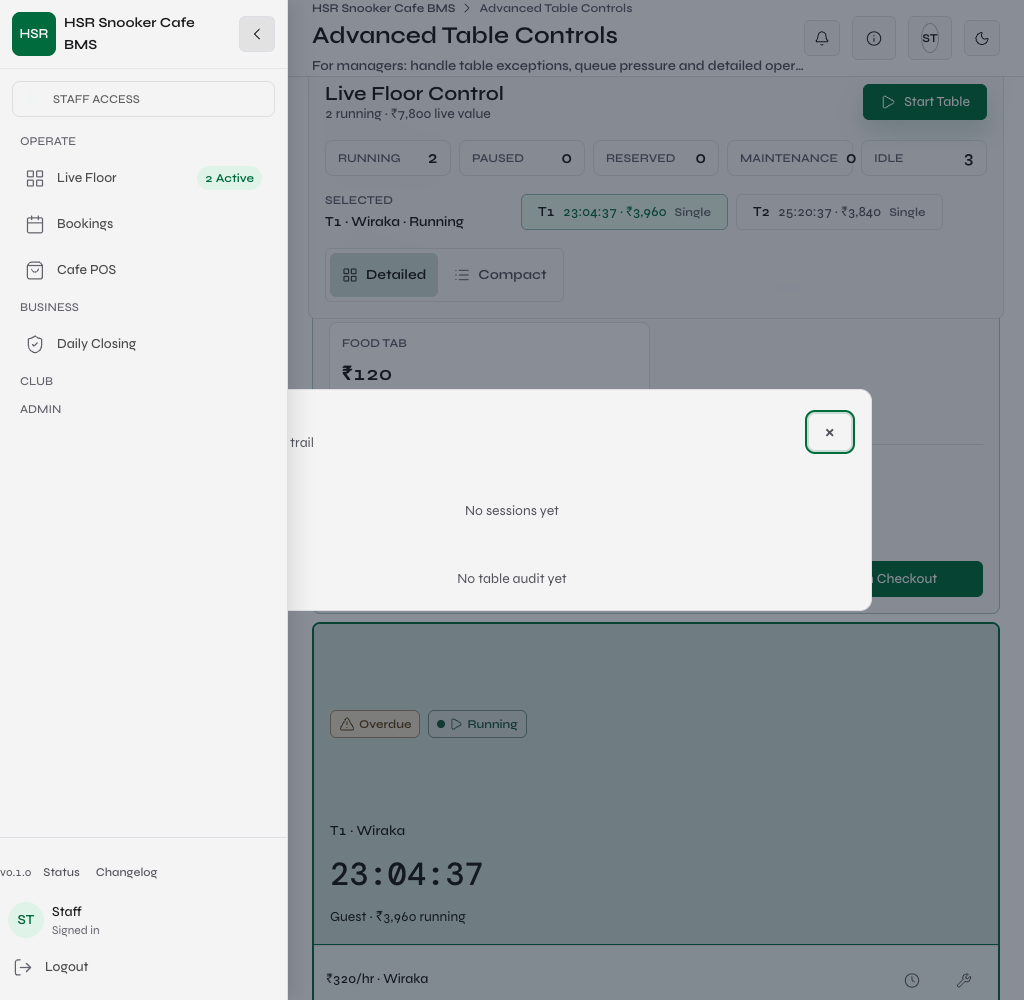 HSR
HSR Snooker Cafe
BMS
STAFF ACCESS
OPERATE
Live Floor
2 Active
Bookings
Cafe POS
BUSINESS
Daily Closing
CLUB
ADMIN
v0.1.0 Status Changelog
ST
Staff
Signed in
Logout
HSR Snooker Cafe BMS > Advanced Table Controls
Advanced Table Controls
For managers: handle table exceptions, queue pressure and detailed oper…
ST
Live Floor Control
2 running · ₹7,800 live value
Start Table
RUNNING 2
PAUSED 0
RESERVED 0
MAINTENANCE 0
IDLE 3
SELECTED
T1 · Wiraka · Running
T1 23:04:37 · ₹3,960 Single
T2 25:20:37 · ₹3,840 Single
Detailed
Compact
FOOD TAB
₹120
trail
×
No sessions yet
No table audit yet
Checkout
Overdue
Running
T1 · Wiraka
23:04:37
Guest · ₹3,960 running
₹320/hr · Wiraka